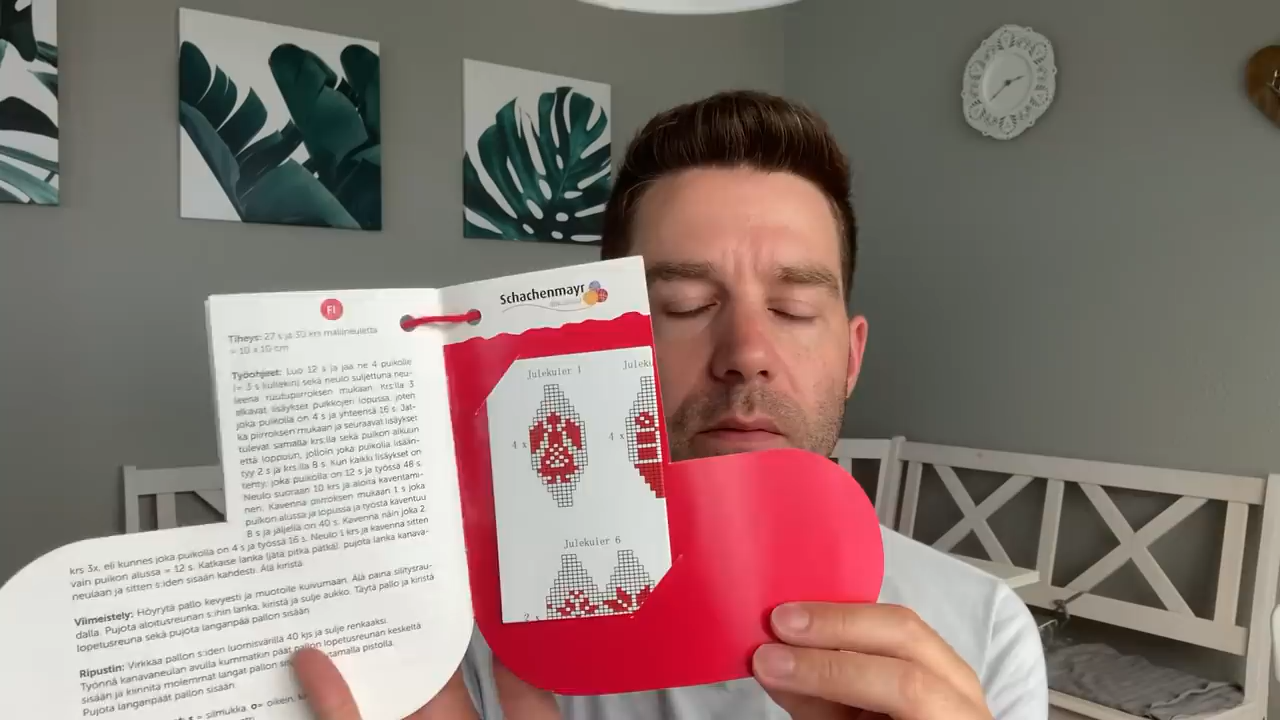 FI
Tiheys: 27 s ja 30 krs mallineuletta
= 10 x 10 cm
Työohjeet: Luo 12 s ja jaa ne 4 puikolle
(= 3 s kullekin) sekä neulo suljettuna neu-
leena ruutupiirroksen mukaan. Krs:lla 3
alkavat lisäykset puikkojen lopussa, joten
joka puikolla on 4 s ja yhteensä 16 s. Jat-
ka piirroksen mukaan ja seuraavat lisäykset
tulevat samalla krs:lla sekä puikon alkuun
että loppuun, jolloin joka puikolla lisään-
tyy 2 s ja krs:lla 8 s. Kun kaikki lisäykset on
tehty, joka puikolla on 12 s ja työssä 48 s.
Neulo suoraan 10 krs ja aloita kaventami-
nen. Kavenna piirroksen mukaan 1 s joka
puikon alussa ja lopussa ja työstä kaventuu
8 s ja jäljellä on 40 s. Kavenna näin joka 2.
krs 3x, eli kunnes joka puikolla on 4 s ja työssä 16 s. Neulo 1 krs ja kavenna sitten
vain puikon alussa = 12 s. Katkaise lanka (jätä pitkä pätkä), pujota lanka kanava-
neulaan ja sitten s:iden sisään kahdesti. Älä kiristä.
Viimeistely: Höyrytä pallo kevyesti ja muotoile kuivumaan. Älä paina silitysrau-
dalla. Pujota aloitusreunan s:ihin lanka, kiristä ja sulje aukko. Täytä pallo ja kiristä
lopetusreuna sekä pujota langanpää pallon sisään.
Ripustin: Virkkaa pallon s:iden luomisvärillä 40 kjs ja sulje renkaaksi.
Työnnä kanavaneulan avulla kummatkin päät pallon lopetusreunan keskeltä
sisään ja kiinnitä molemmat langat pallon samalla pistolla.
Pujota langanpäät pallon sisään.
s = silmukka, o= oikein,
Schachenmayr
Julekuler 1
4 x
4 x
Julekuler 6
2